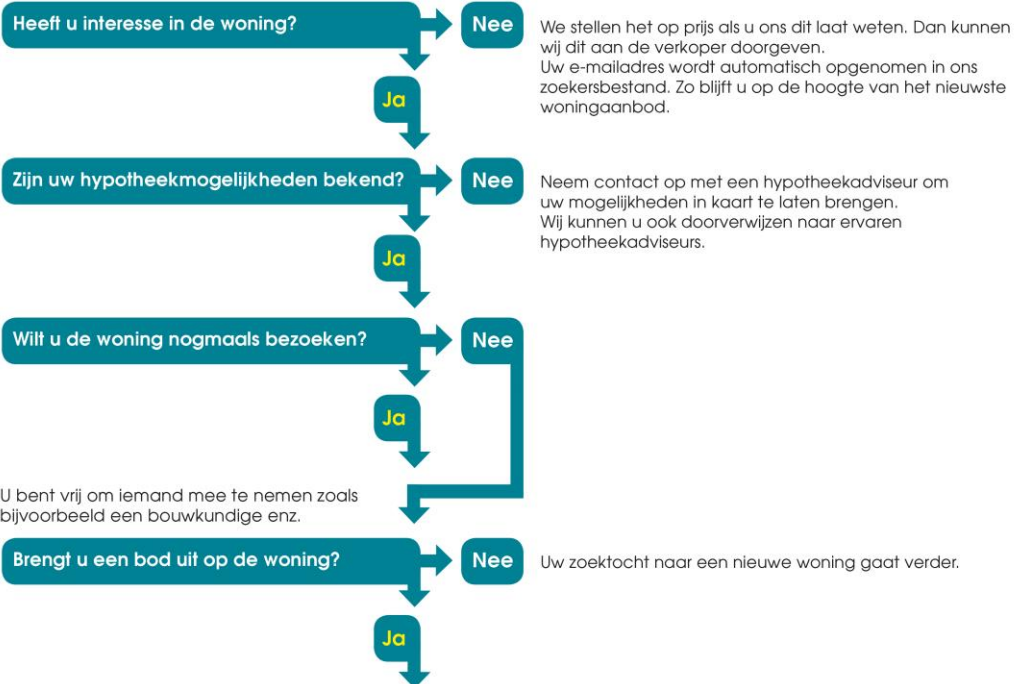 Heeft u interesse in de woning?
Nee
We stellen het op prijs als u ons dit laat weten. Dan kunnen
wij dit aan de verkoper doorgeven.
Uw e-mailadres wordt automatisch opgenomen in ons
zoekersbestand. Zo blijft u op de hoogte van het nieuwste
woningaanbod.
Ja
Zijn uw hypotheekmogelijkheden bekend?
Nee
Neem contact op met een hypotheekadviseur om
uw mogelijkheden in kaart te laten brengen.
Wij kunnen u ook doorverwijzen naar ervaren
hypotheekadviseurs.
Ja
Wilt u de woning nogmaals bezoeken?
Nee
Ja
U bent vrij om iemand mee te nemen zoals
bijvoorbeeld een bouwkundige enz.
Brengt u een bod uit op de woning?
Nee
Uw zoektocht naar een nieuwe woning gaat verder.
Ja